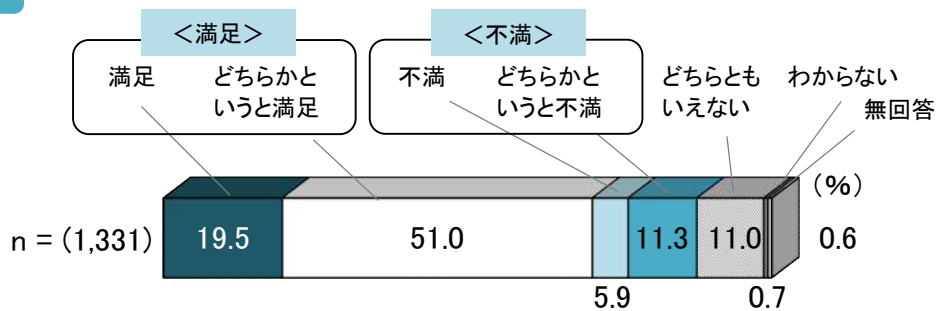 ＜満足＞
＜不満＞
満足
どちらかと
いうと満足
不満
どちらかと
いうと不満
どちらとも
いえない
わからない
無回答
(%)
n = (1,331)
19.5
51.0
5.9
11.3
11.0
0.7
0.6